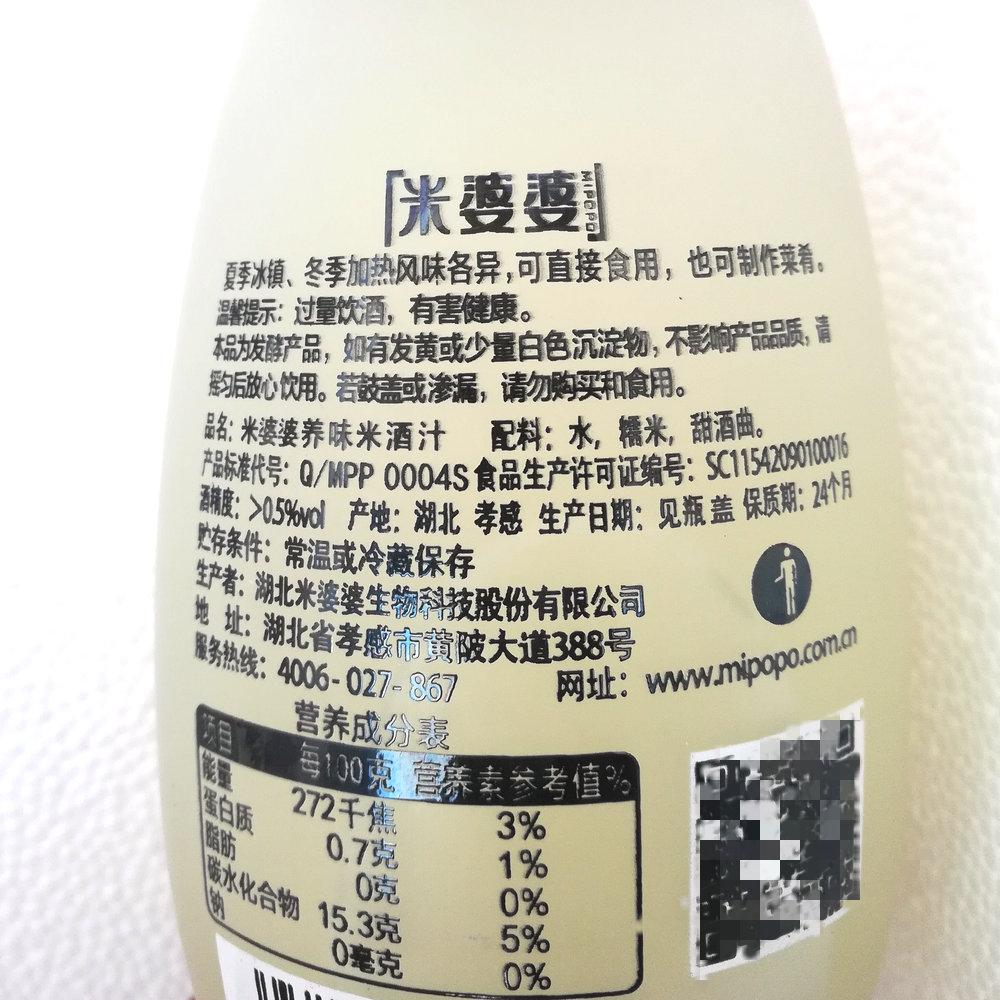 米婆婆 MIPOPO
夏季冰镇、冬季加热风味各异,可直接食用，也可制作菜肴。
温馨提示：过量饮酒，有害健康。
本品为发酵产品，如有发黄或少量白色沉淀物，不影响产品品质，请
摇匀后放心饮用。若鼓盖或渗漏，请勿购买和食用。
品名：米婆婆养味米酒汁 配料：水，糯米，甜酒曲。
产品标准代号：Q/MPP 0004S 食品生产许可证编号：SC11542090100016
酒精度：>0.5%vol 产地：湖北 孝感 生产日期：见瓶盖 保质期：24个月
贮存条件：常温或冷藏保存
生产者：湖北米婆婆生物科技股份有限公司
地 址：湖北省孝感市黄陂大道388号
服务热线：4006-027-867 网址：www.mipopo.com.cn
营养成分表
项目 每100克 营养素参考值%
能量 272千焦 3%
蛋白质 0.7克 1%
脂肪 0克 0%
碳水化合物 15.3克 5%
钠 0毫克 0%